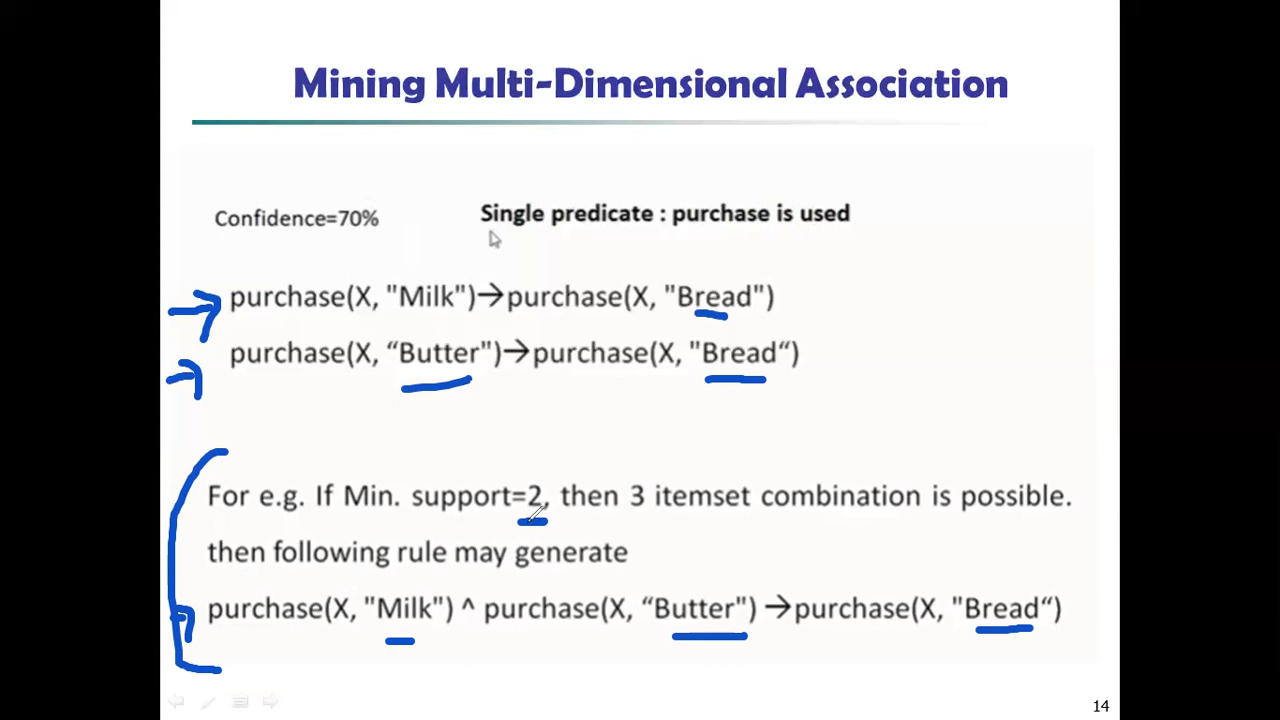 Mining Multi-Dimensional Association
Confidence=70% Single predicate : purchase is used
purchase(X, "Milk")→purchase(X, "Bread")
purchase(X, “Butter")→purchase(X, "Bread“)
For e.g. If Min. support=2, then 3 itemset combination is possible.
then following rule may generate
purchase(X, "Milk") ^ purchase(X, “Butter") →purchase(X, "Bread“)
14